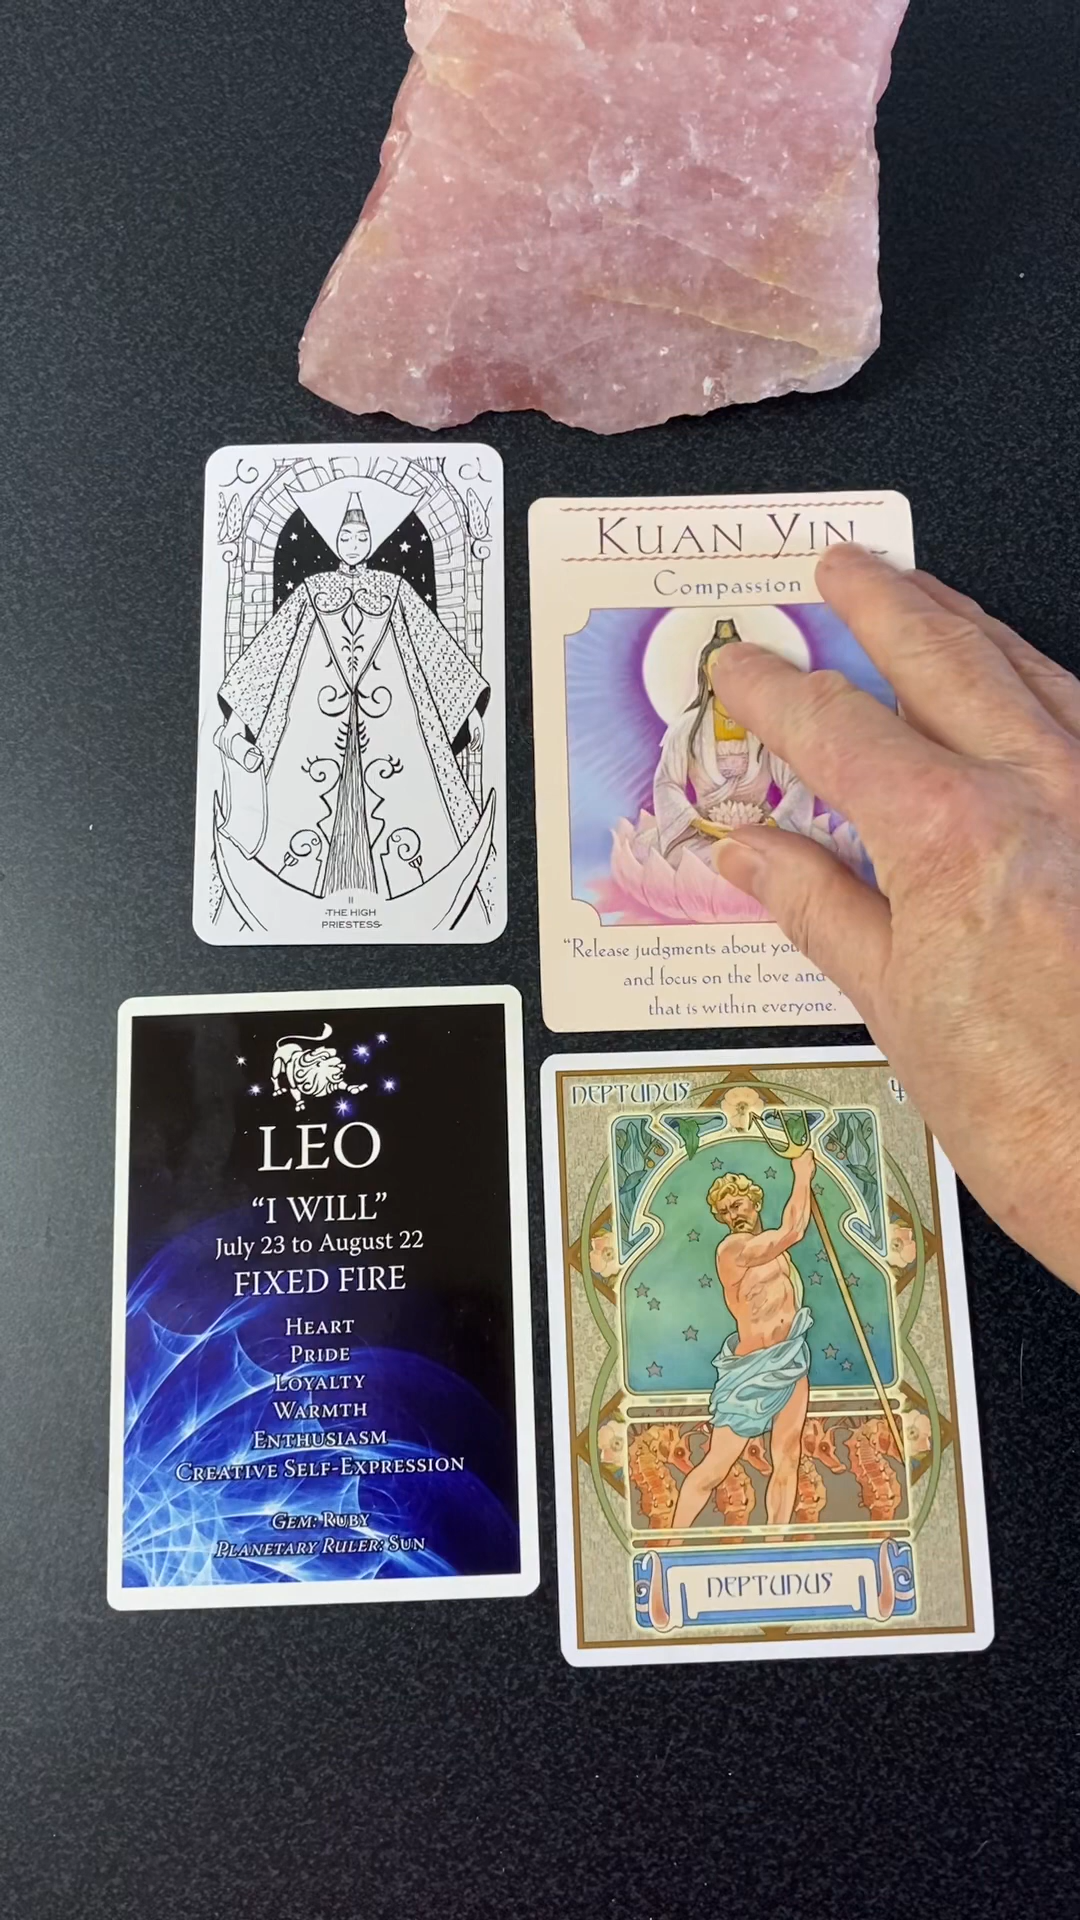 II
-THE HIGH
PRIESTESS-
KUAN YIN
Compassion
"Release judgments about
and focus on the love and
that is within everyone."
LEO
"I WILL"
July 23 to August 22
FIXED FIRE
HEART
PRIDE
LOYALTY
WARMTH
ENTHUSIASM
CREATIVE SELF-EXPRESSION
GEM: RUBY
PLANETARY RULER: SUN
NEPTUNUS ♆
NEPTUNUS